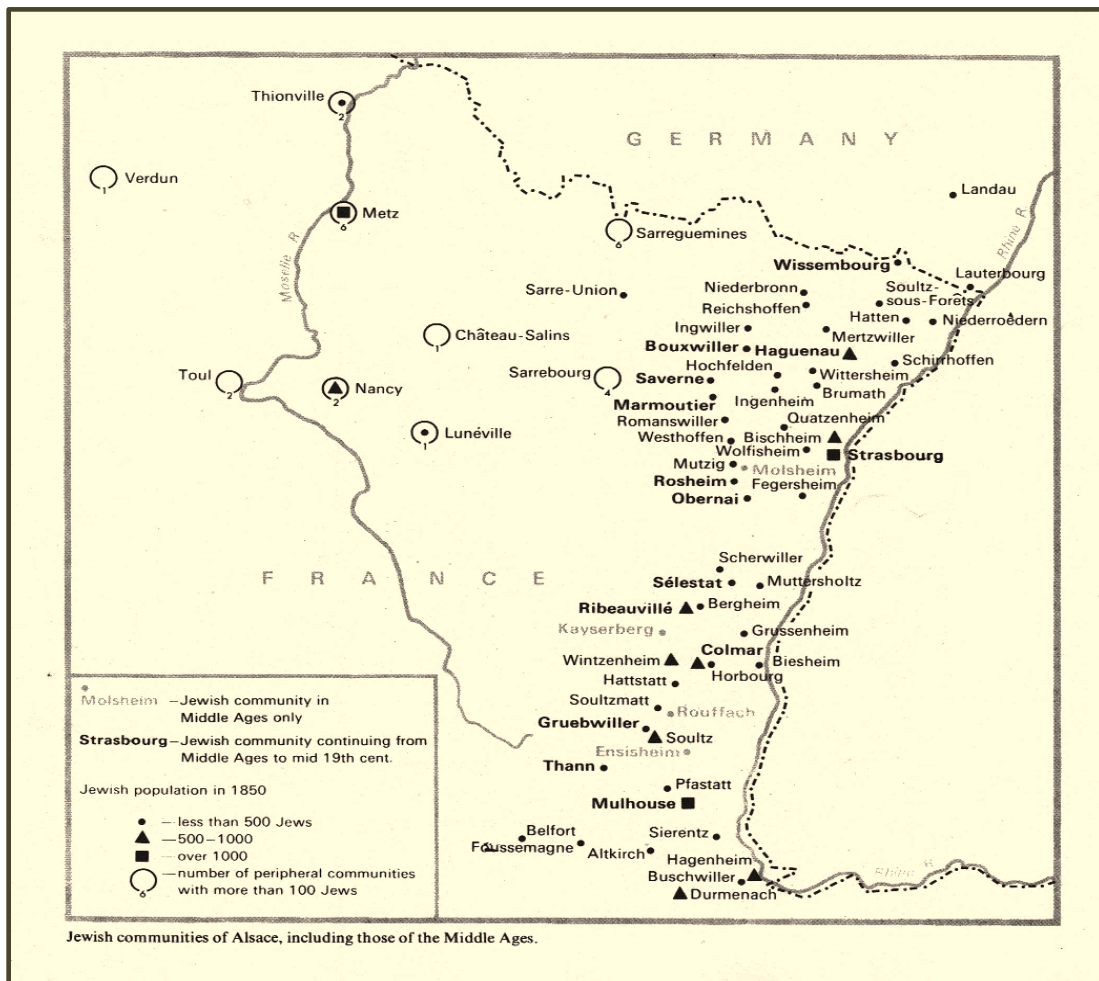 Thionville
2
GERMANY
Verdun
1
Landau
Metz
6
Moselle R
Rhine R
Sarreguemines
6
Wissembourg
Lauterbourg
Sarre-Union
Niederbronn
Soultz-
sous-Forêts
Reichshoffen
Hatten
Niederroedern
Ingwiller
Mertzwiller
Château-Salins
1
Bouxwiller
Haguenau
Schirrhoffen
Hochfelden
Wittersheim
Toul
2
Nancy
2
Sarrebourg
4
Saverne
Brumath
Ingenheim
Marmoutier
Quatzenheim
Romanswiller
Lunéville
1
Westhoffen
Bischheim
Wolfisheim
Strasbourg
Mutzig
Molsheim
Rosheim
Fegersheim
Obernai
Scherwiller
FRANCE
Sélestat
Muttersholtz
Ribeauvillé
Bergheim
Kayserberg
Grussenheim
Colmar
Wintzenheim
Horbourg
Biesheim
Hattstatt
Soultzmatt
Rouffach
Gruebwiller
Soultz
Ensisheim
Thann
Pfastatt
Mulhouse
Belfort
Sierentz
Foussemagne
Altkirch
Hagenheim
Rhine R
Buschwiller
Durmenach
Molsheim —Jewish community in
Middle Ages only
Strasbourg—Jewish community continuing from
Middle Ages to mid 19th cent.
Jewish population in 1850
—less than 500 Jews
—500—1000
—over 1000
—number of peripheral communities
6
with more than 100 Jews
Jewish communities of Alsace, including those of the Middle Ages.